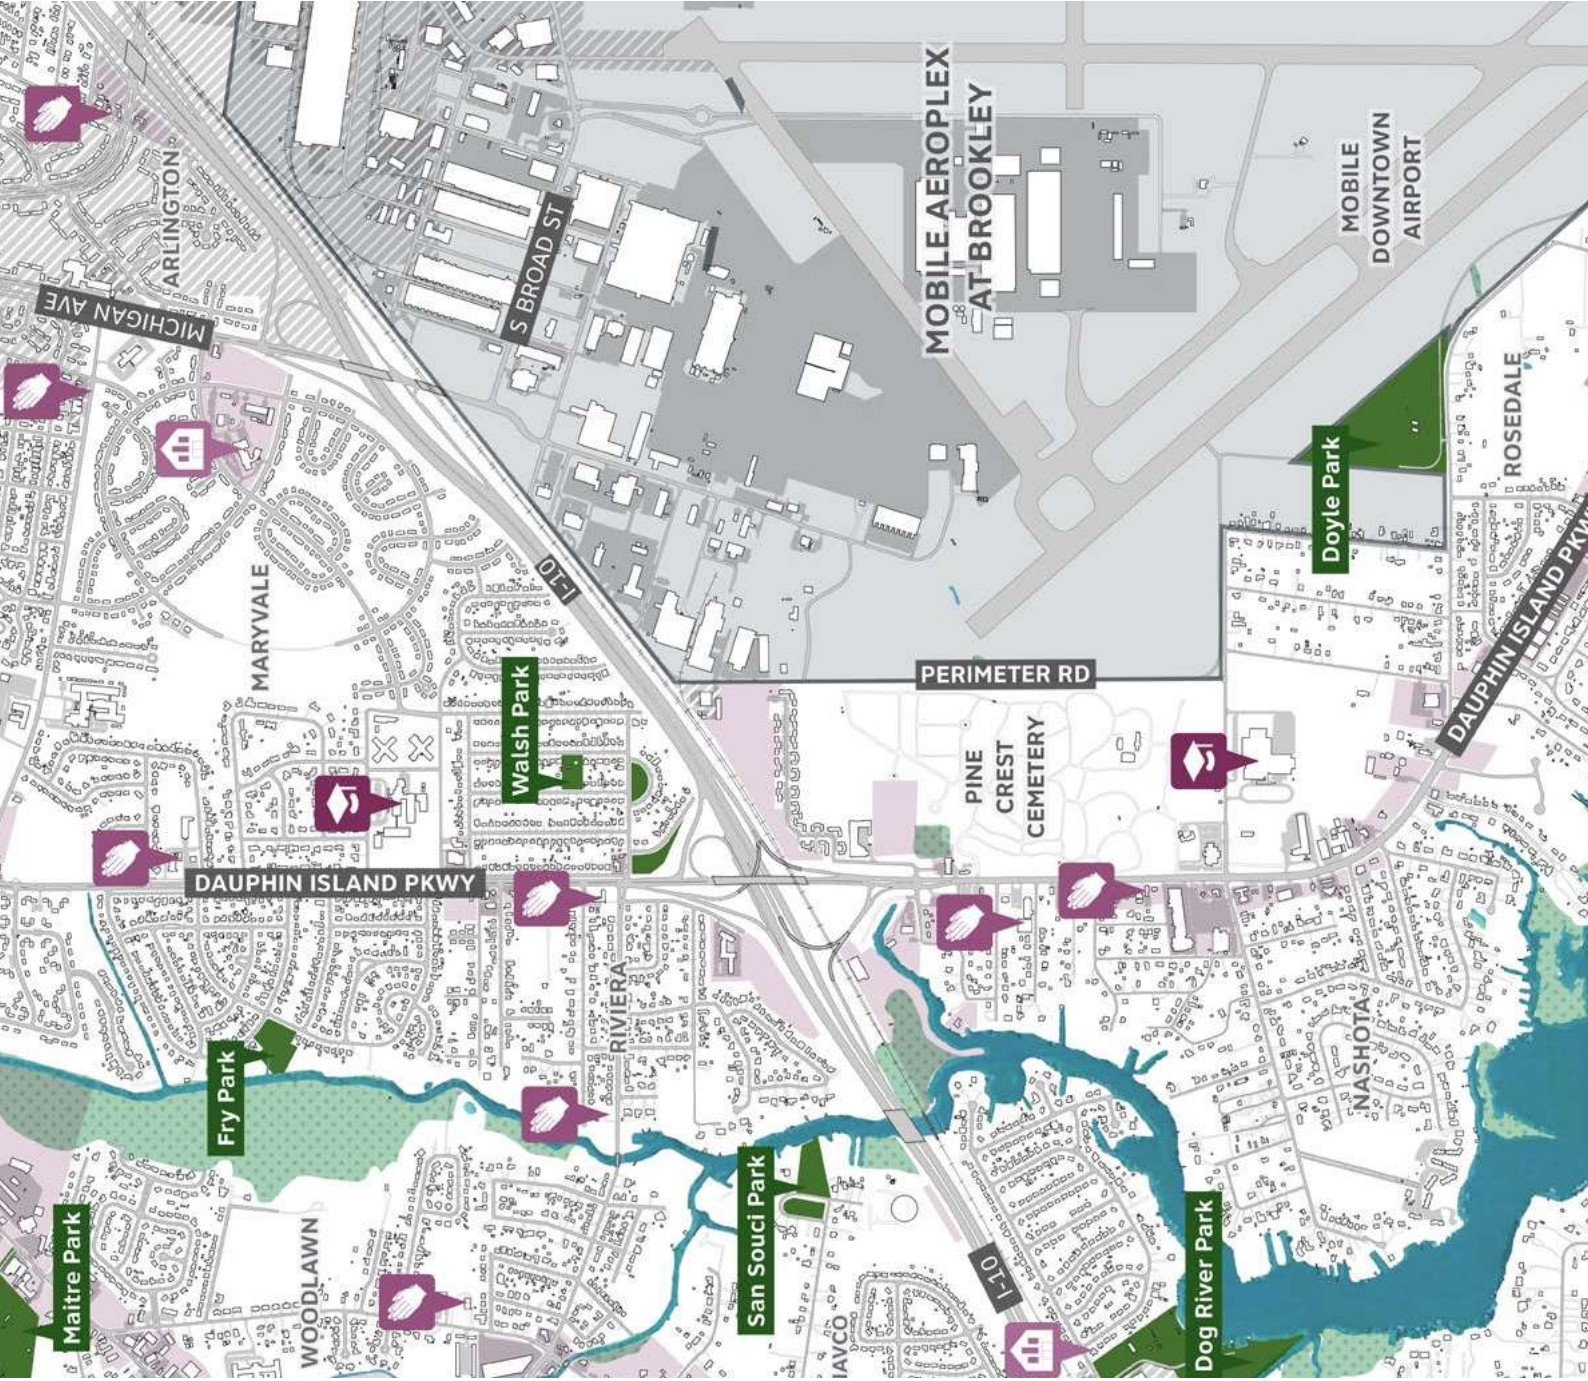 ARLINGTON
MICHIGAN AVE
S BROAD ST
MOBILE AEROPLEX
AT BROOKLEY
MOBILE
DOWNTOWN
AIRPORT
ROSEDALE
Doyle Park
DAUPHIN ISLAND PKWY
I-10
MARYVALE
Walsh Park
PERIMETER RD
PINE
CREST
CEMETERY
DAUPHIN ISLAND PKWY
RIVIERA
NASHOTA
Fry Park
San Souci Park
Maitre Park
WOODLAWN
NAVCO
I-10
Dog River Park